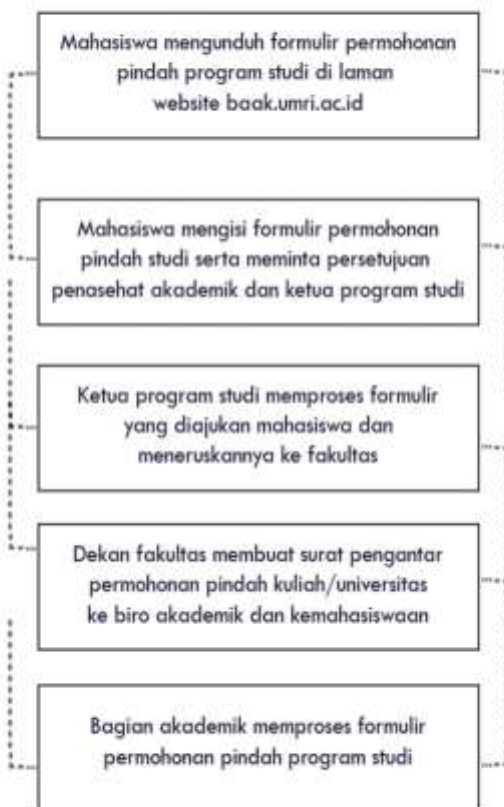 Mahasiswa mengunduh formulir permohonan
pindah program studi di laman
website baak.umri.ac.id
Mahasiswa mengisi formulir permohonan
pindah studi serta meminta persetujuan
penasehat akademik dan ketua program studi
Ketua program studi memproses formulir
yang diajukan mahasiswa dan
meneruskannya ke fakultas
Dekan fakultas membuat surat pengantar
permohonan pindah kuliah/universitas
ke biro akademik dan kemahasiswaan
Bagian akademik memproses formulir
permohonan pindah program studi